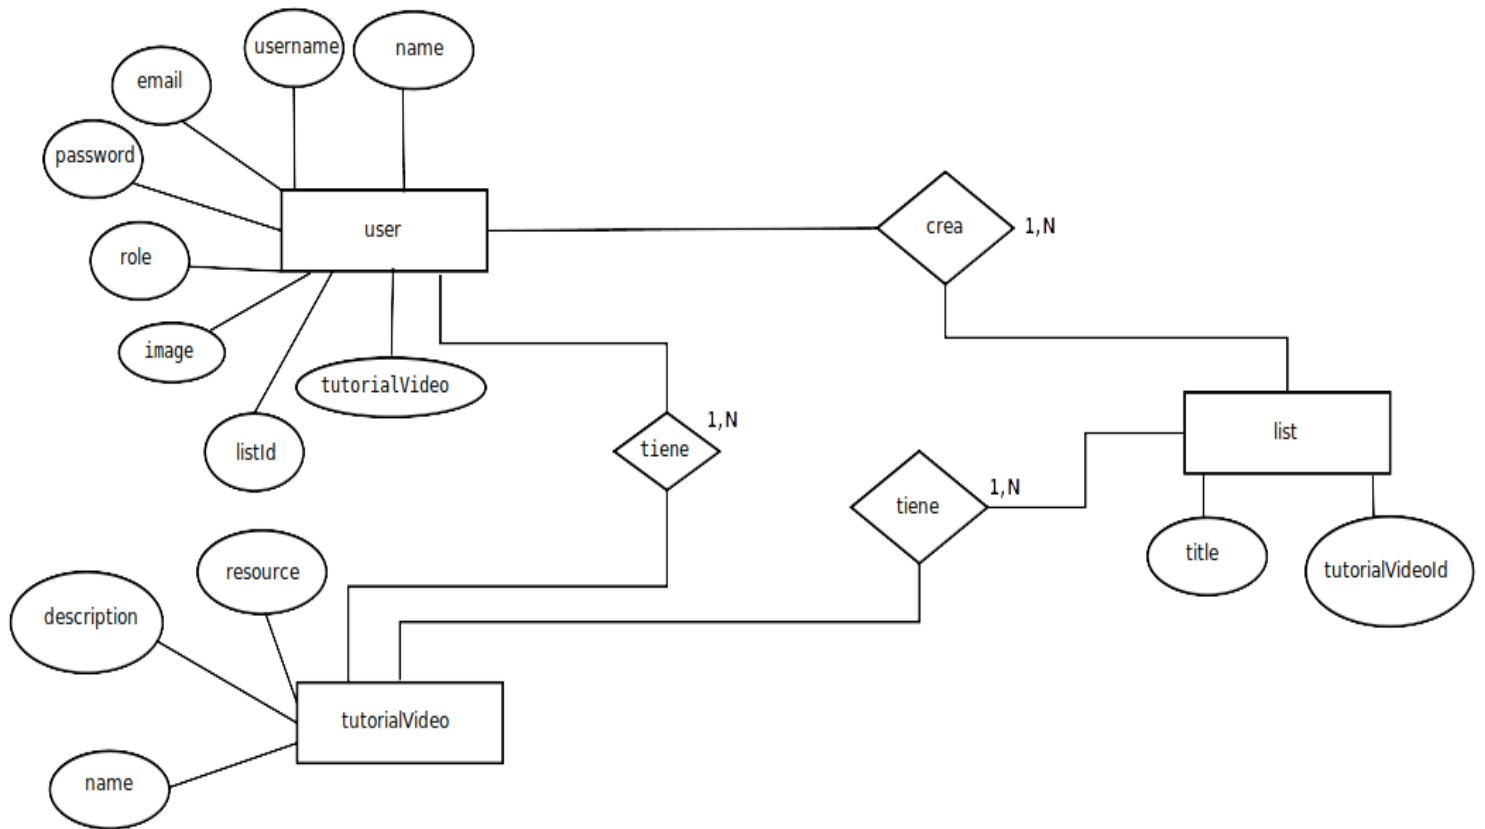 username
name
email
password
user
crea
1,N
role
image
tutorialVideo
listId
tiene
1,N
list
tiene
1,N
title
tutorialVideoId
resource
description
tutorialVideo
name